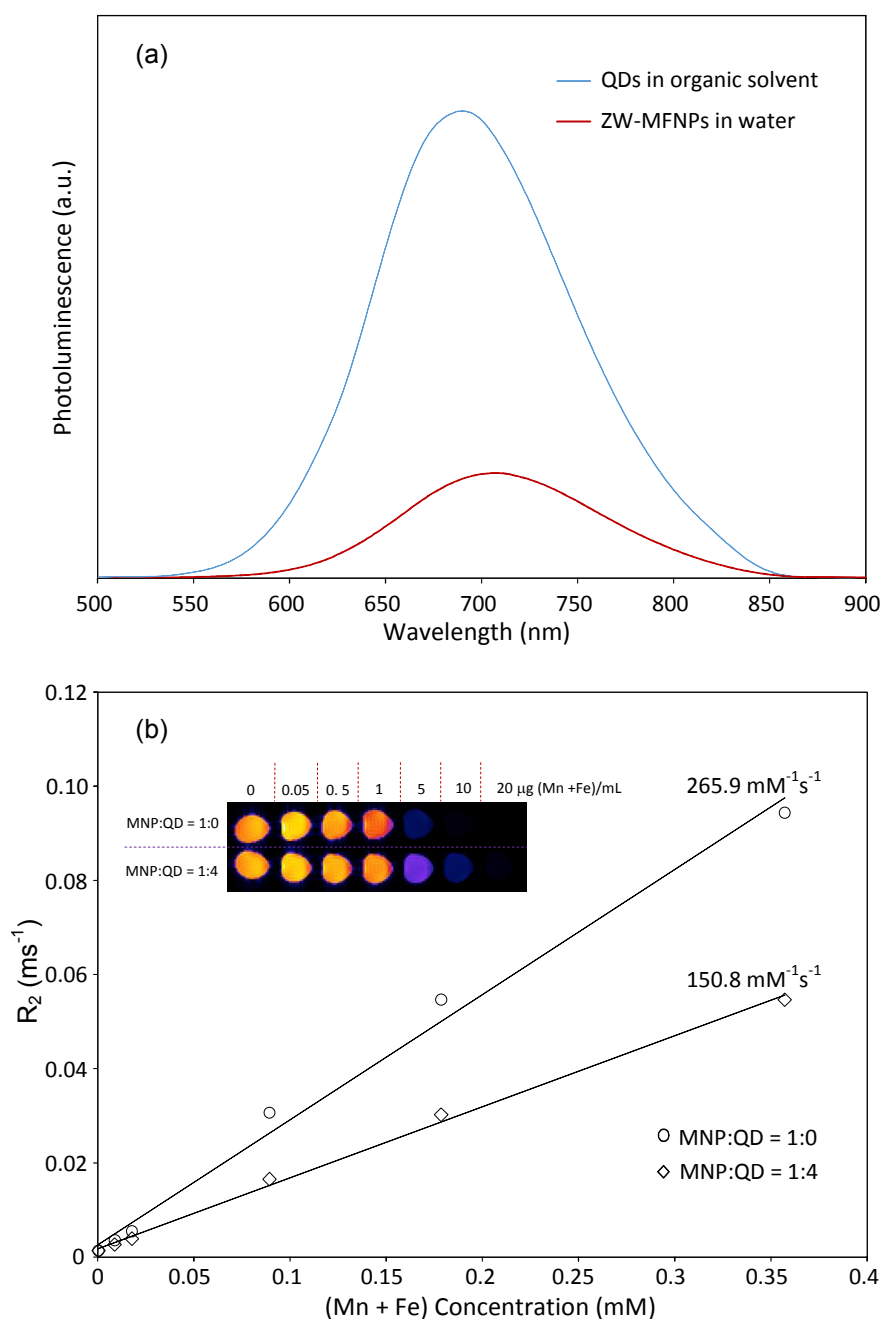 (a)
QDs in organic solvent
ZW-MFNPs in water
Photoluminescence (a.u.)
500 550 600 650 700 750 800 850 900
Wavelength (nm)
0.12
(b)
0 0.05 0. 5 1 5 10 20 µg (Mn +Fe)/mL
MNP:QD = 1:0
MNP:QD = 1:4
265.9 mM⁻¹s⁻¹
0.10
0.08
150.8 mM⁻¹s⁻¹
0.06
R₂ (ms⁻¹)
0.04
MNP:QD = 1:0
MNP:QD = 1:4
0.02
0
0 0.05 0.1 0.15 0.2 0.25 0.3 0.35 0.4
(Mn + Fe) Concentration (mM)